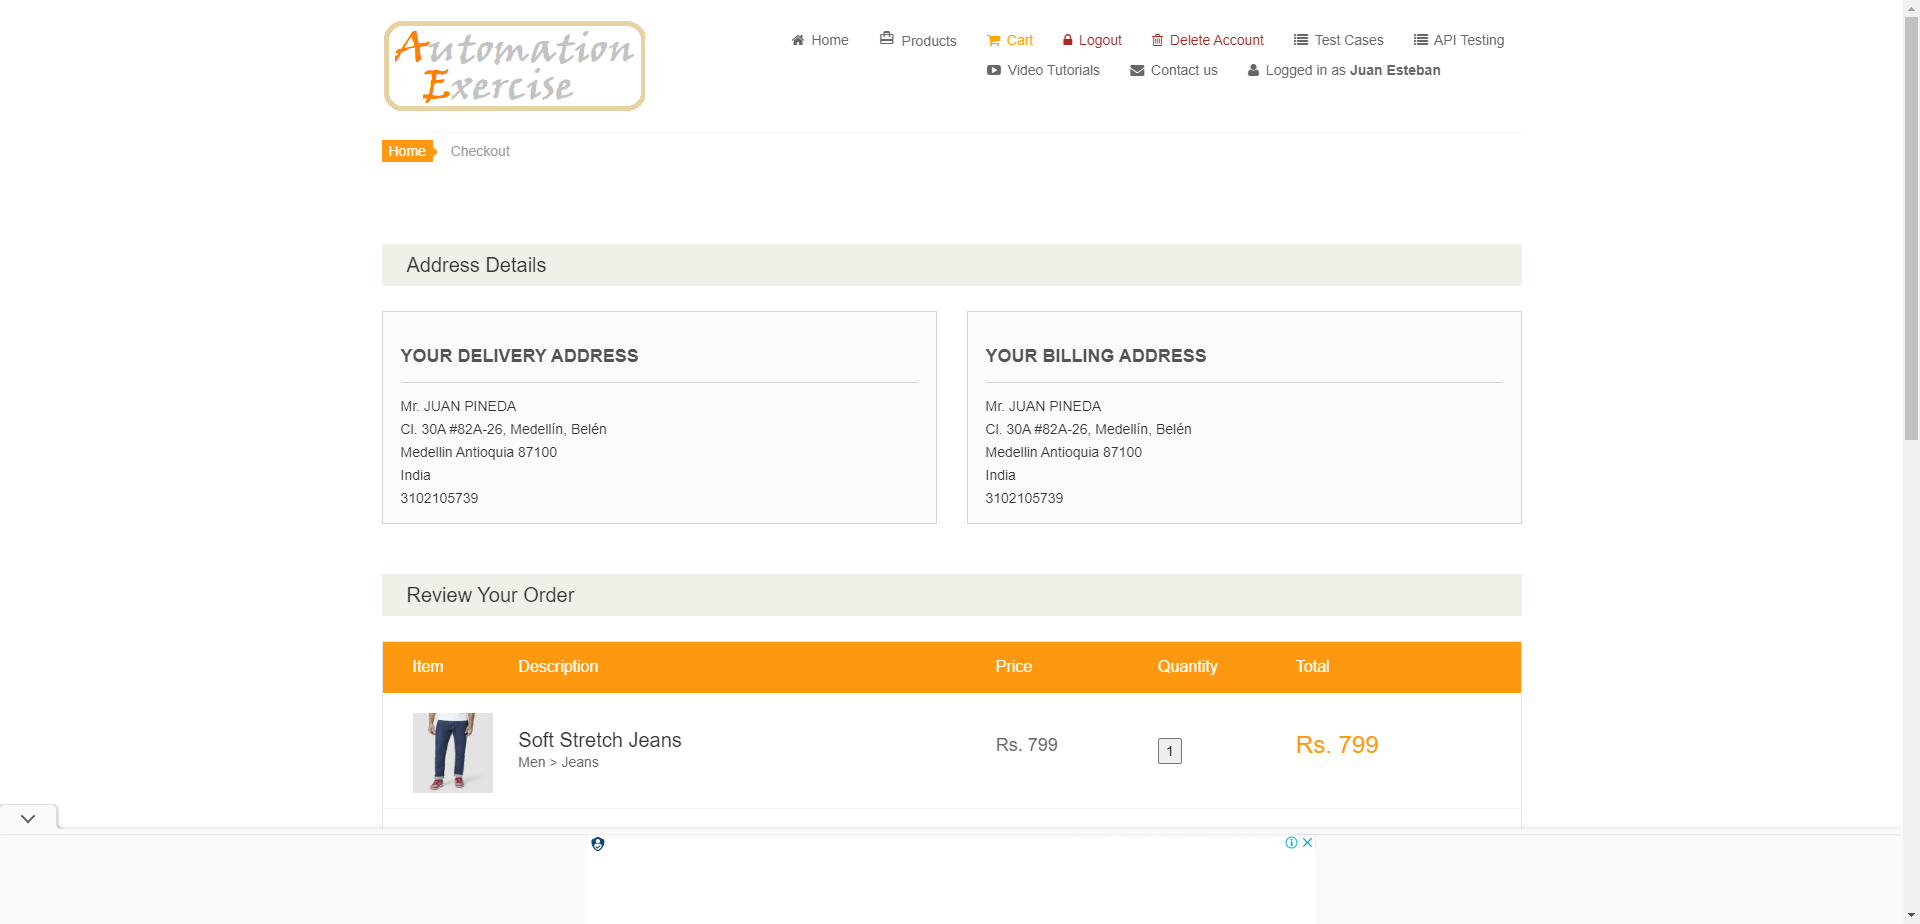 Automation
Exercise
Home
Products
Cart
Logout
Delete Account
Test Cases
API Testing
Video Tutorials
Contact us
Logged in as Juan Esteban
Home
Checkout
Address Details
YOUR DELIVERY ADDRESS
Mr. JUAN PINEDA
Cl. 30A #82A-26, Medellín, Belén
Medellin Antioquia 87100
India
3102105739
YOUR BILLING ADDRESS
Mr. JUAN PINEDA
Cl. 30A #82A-26, Medellín, Belén
Medellin Antioquia 87100
India
3102105739
Review Your Order
Item Description Price Quantity Total
Soft Stretch Jeans
Men > Jeans
Rs. 799
1
Rs. 799